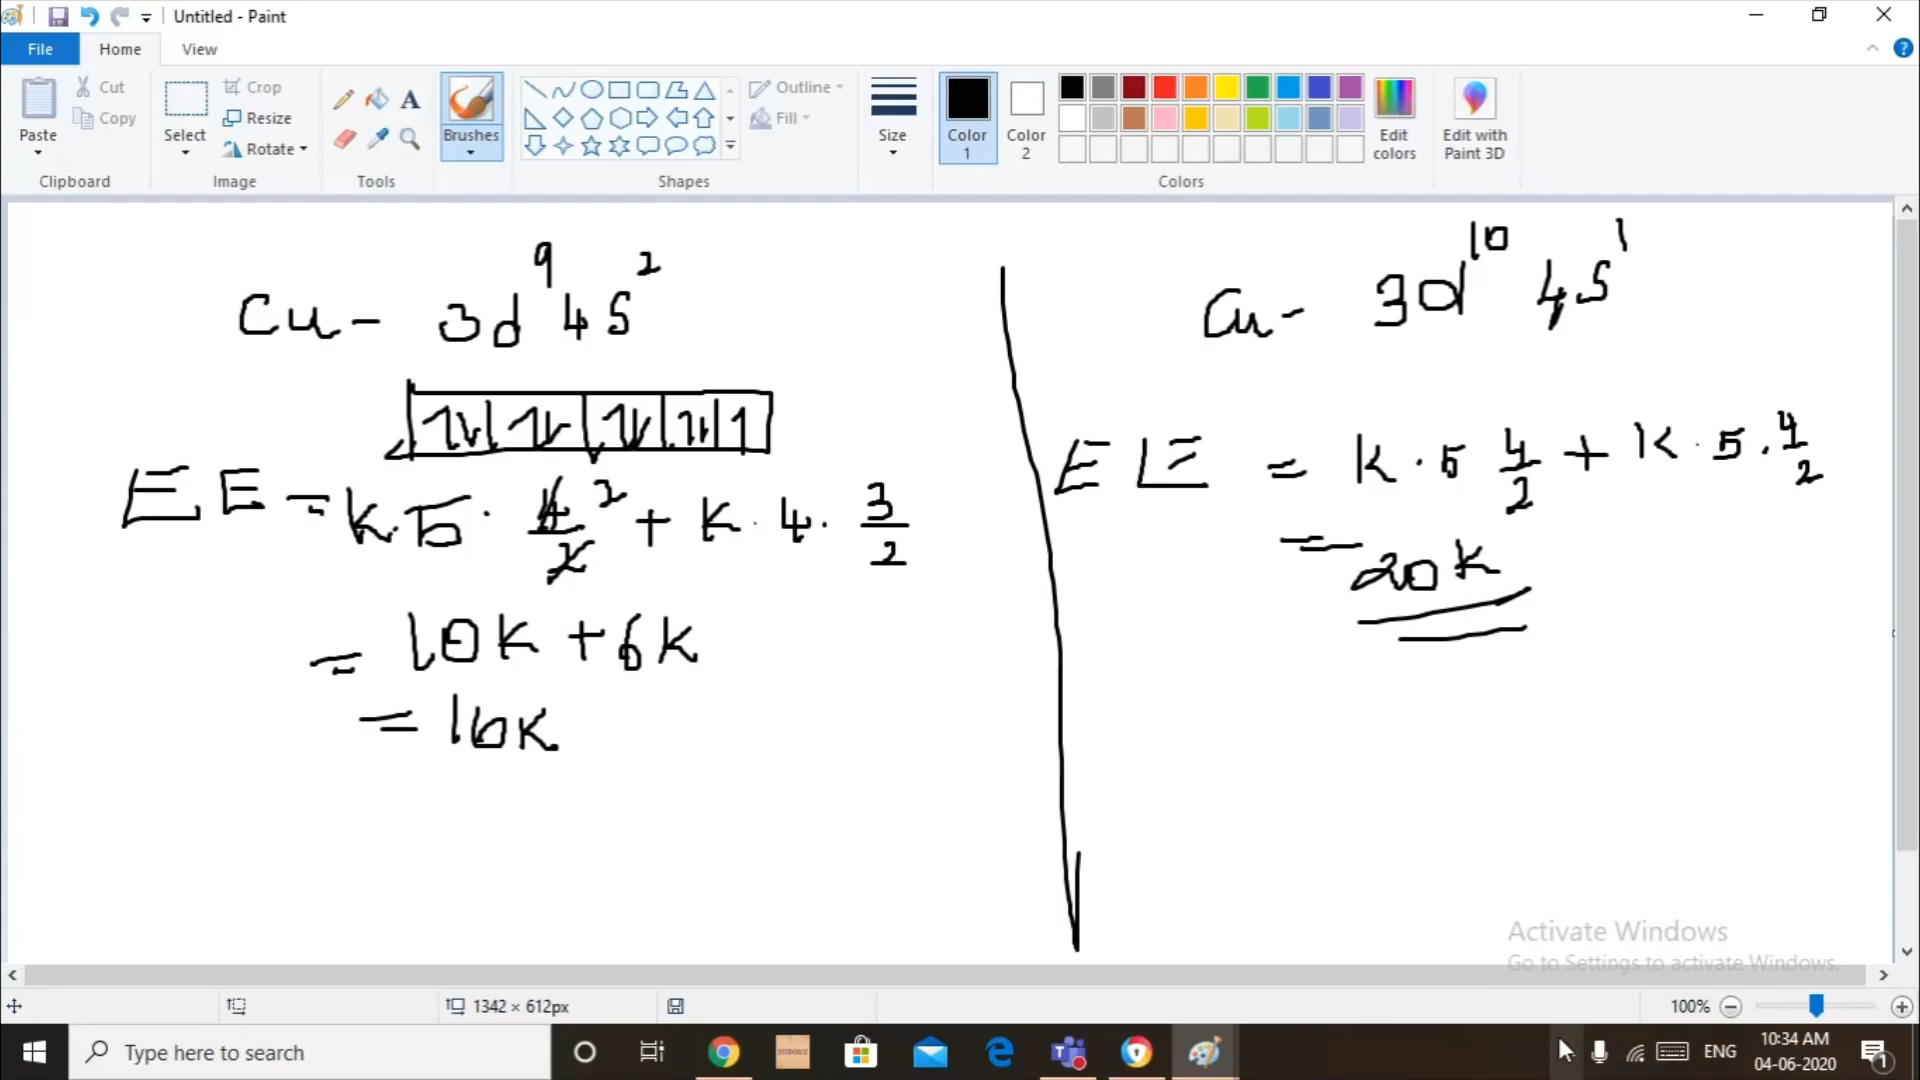 Untitled - Paint
File Home View
Paste
Cut
Copy
Clipboard
Select
Crop
Resize
Rotate
Image
Tools
Brushes
Shapes
Outline
Fill
Size
Color 1
Color 2
Colors
Edit colors
Edit with Paint 3D
Cu - 3d⁹ 4s²
EE = K . 5 . 4/2 2 + K . 4 . 3/2
= 10K + 6K
= 16K
Cu - 3d¹⁰ 4s¹
EE = K . 5 4/2 + K . 5 . 4/2
= 20K
Activate Windows
Go to Settings to activate Windows.
1342 × 612px
100%
Type here to search
SUDOKU
ENG
10:34 AM
04-06-2020
1